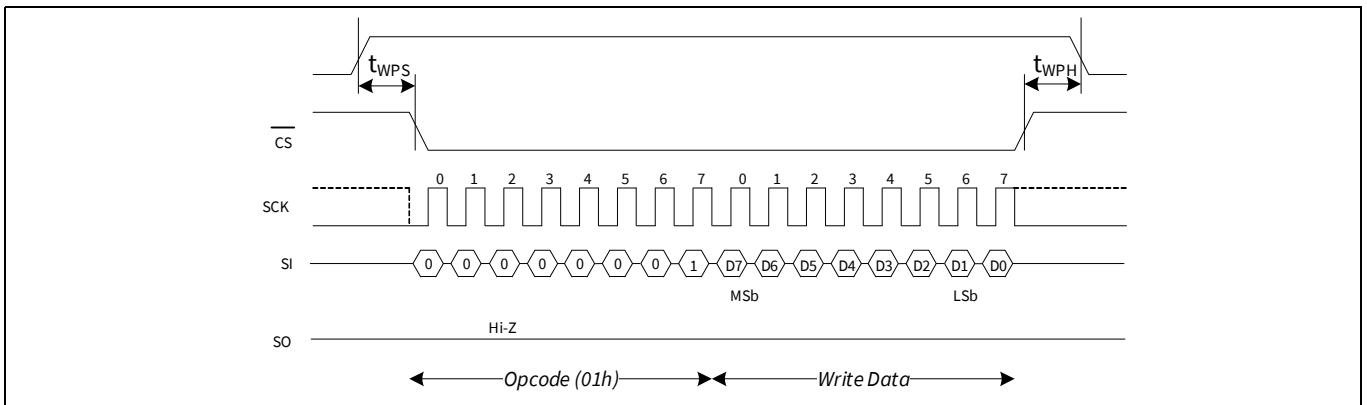 tWPS tWPH
CS
0 1 2 3 4 5 6 7 0 1 2 3 4 5 6 7
SCK
SI 0 0 0 0 0 0 0 1 D7 D6 D5 D4 D3 D2 D1 D0
MSb LSb
Hi-Z
SO
Opcode (01h) Write Data